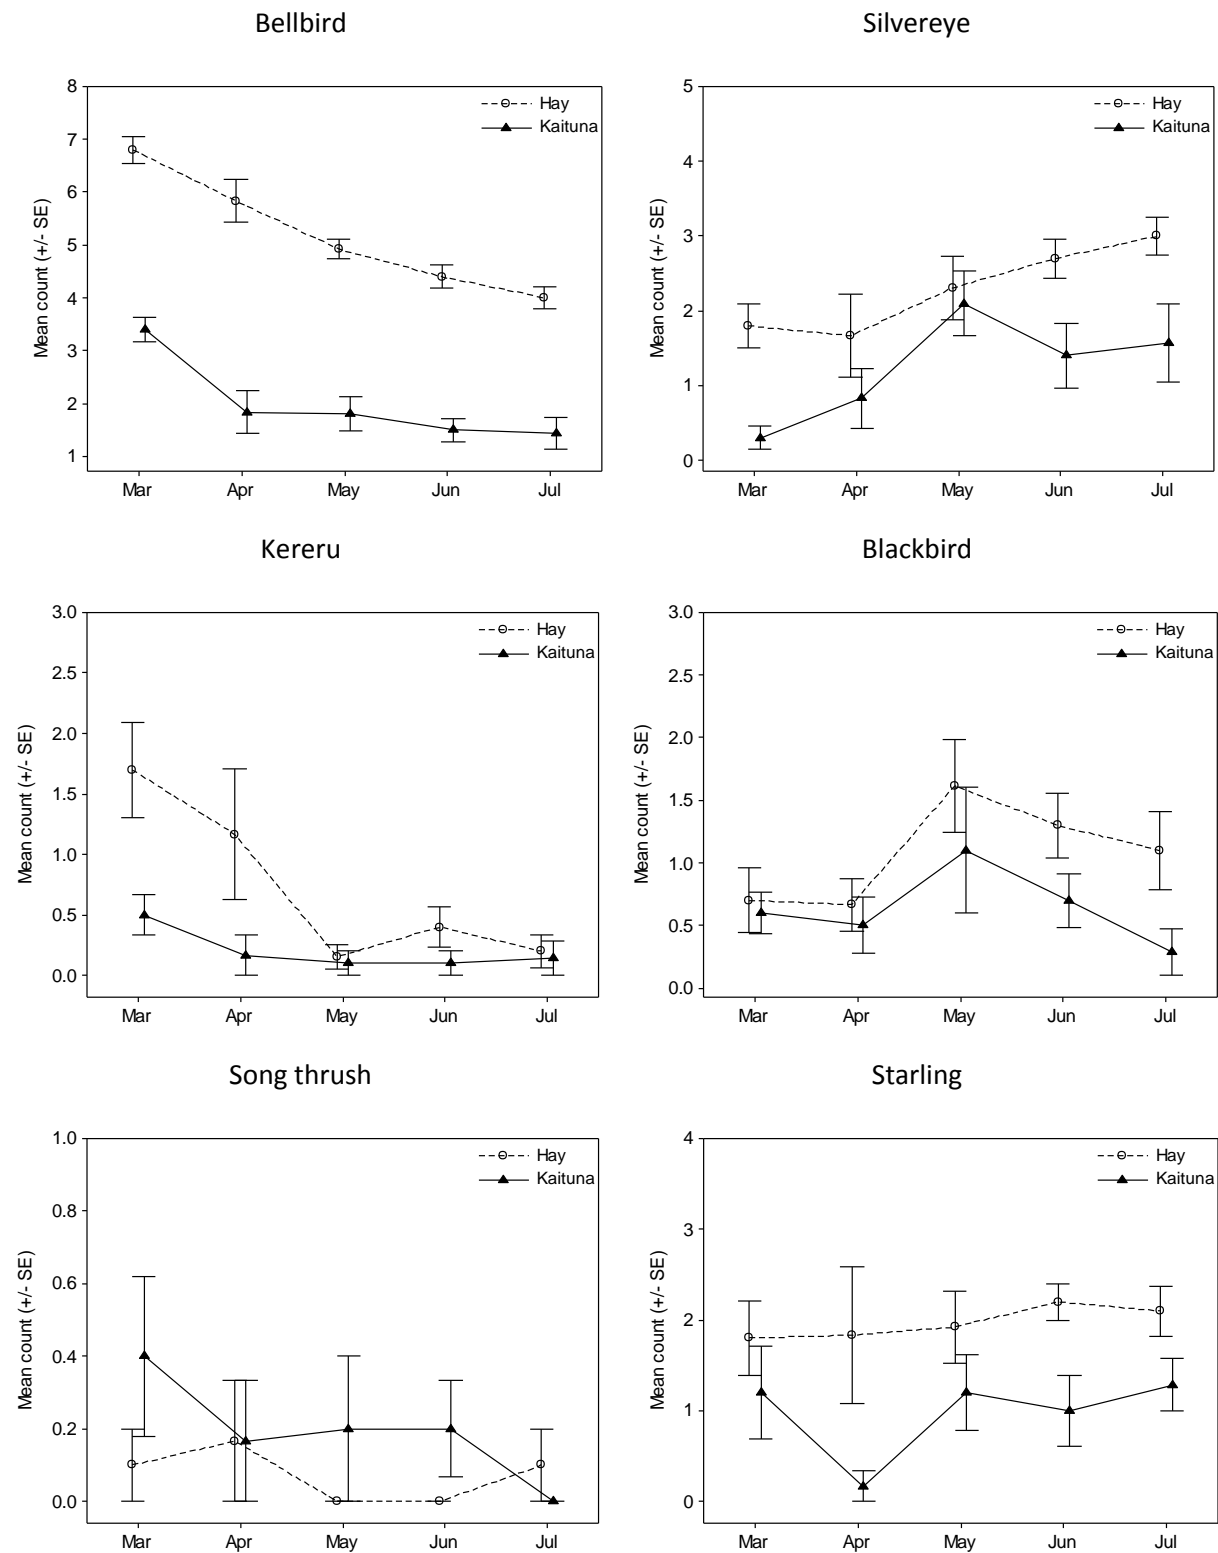 Bellbird
8
7
6
5
4
3
2
1
Mean count (+/- SE)
Hay
Kaituna
Mar Apr May Jun Jul
Silvereye
5
4
3
2
1
0
Mean count (+/- SE)
Hay
Kaituna
Mar Apr May Jun Jul
Kereru
3.0
2.5
2.0
1.5
1.0
0.5
0.0
Mean count (+/- SE)
Hay
Kaituna
Mar Apr May Jun Jul
Blackbird
3.0
2.5
2.0
1.5
1.0
0.5
0.0
Mean count (+/- SE)
Hay
Kaituna
Mar Apr May Jun Jul
Song thrush
1.0
0.8
0.6
0.4
0.2
0.0
Mean count (+/- SE)
Hay
Kaituna
Mar Apr May Jun Jul
Starling
4
3
2
1
0
Mean count (+/- SE)
Hay
Kaituna
Mar Apr May Jun Jul